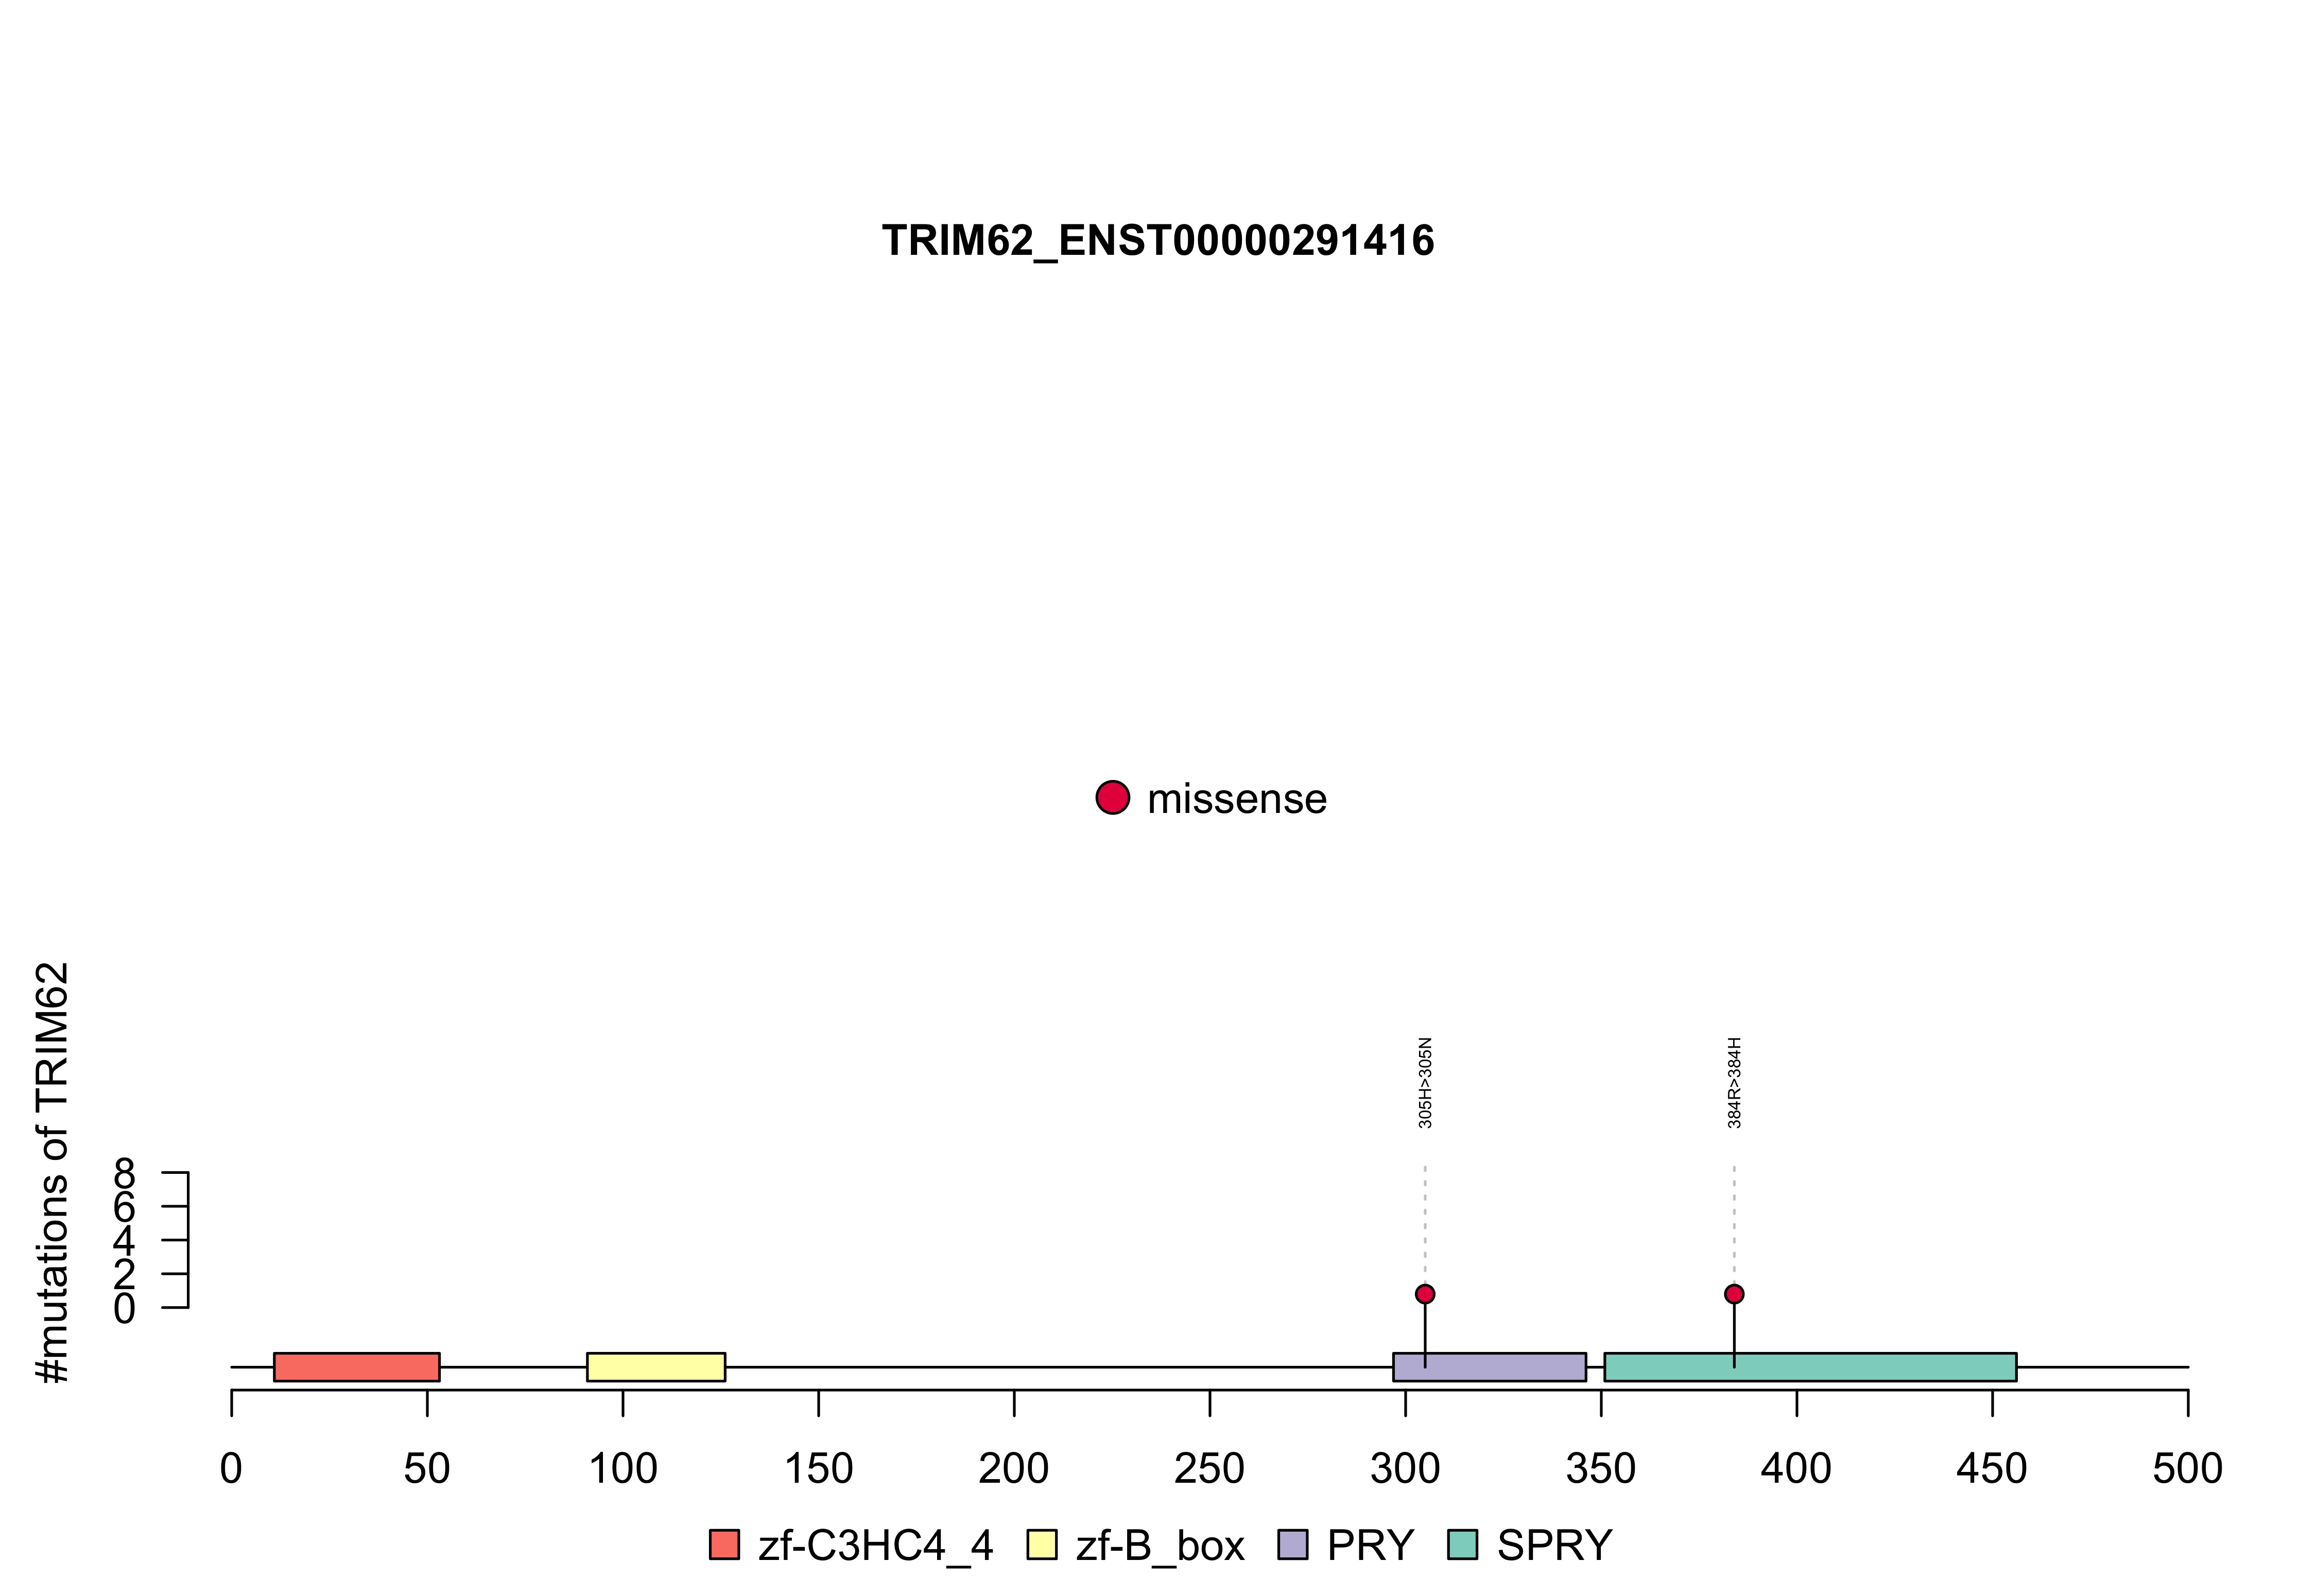 TRIM62_ENST00000291416
missense
#mutations of TRIM62
305H>305N
384R>384H
8
6
4
2
0
0 50 100 150 200 250 300 350 400 450 500
zf-C3HC4_4 zf-B_box PRY SPRY